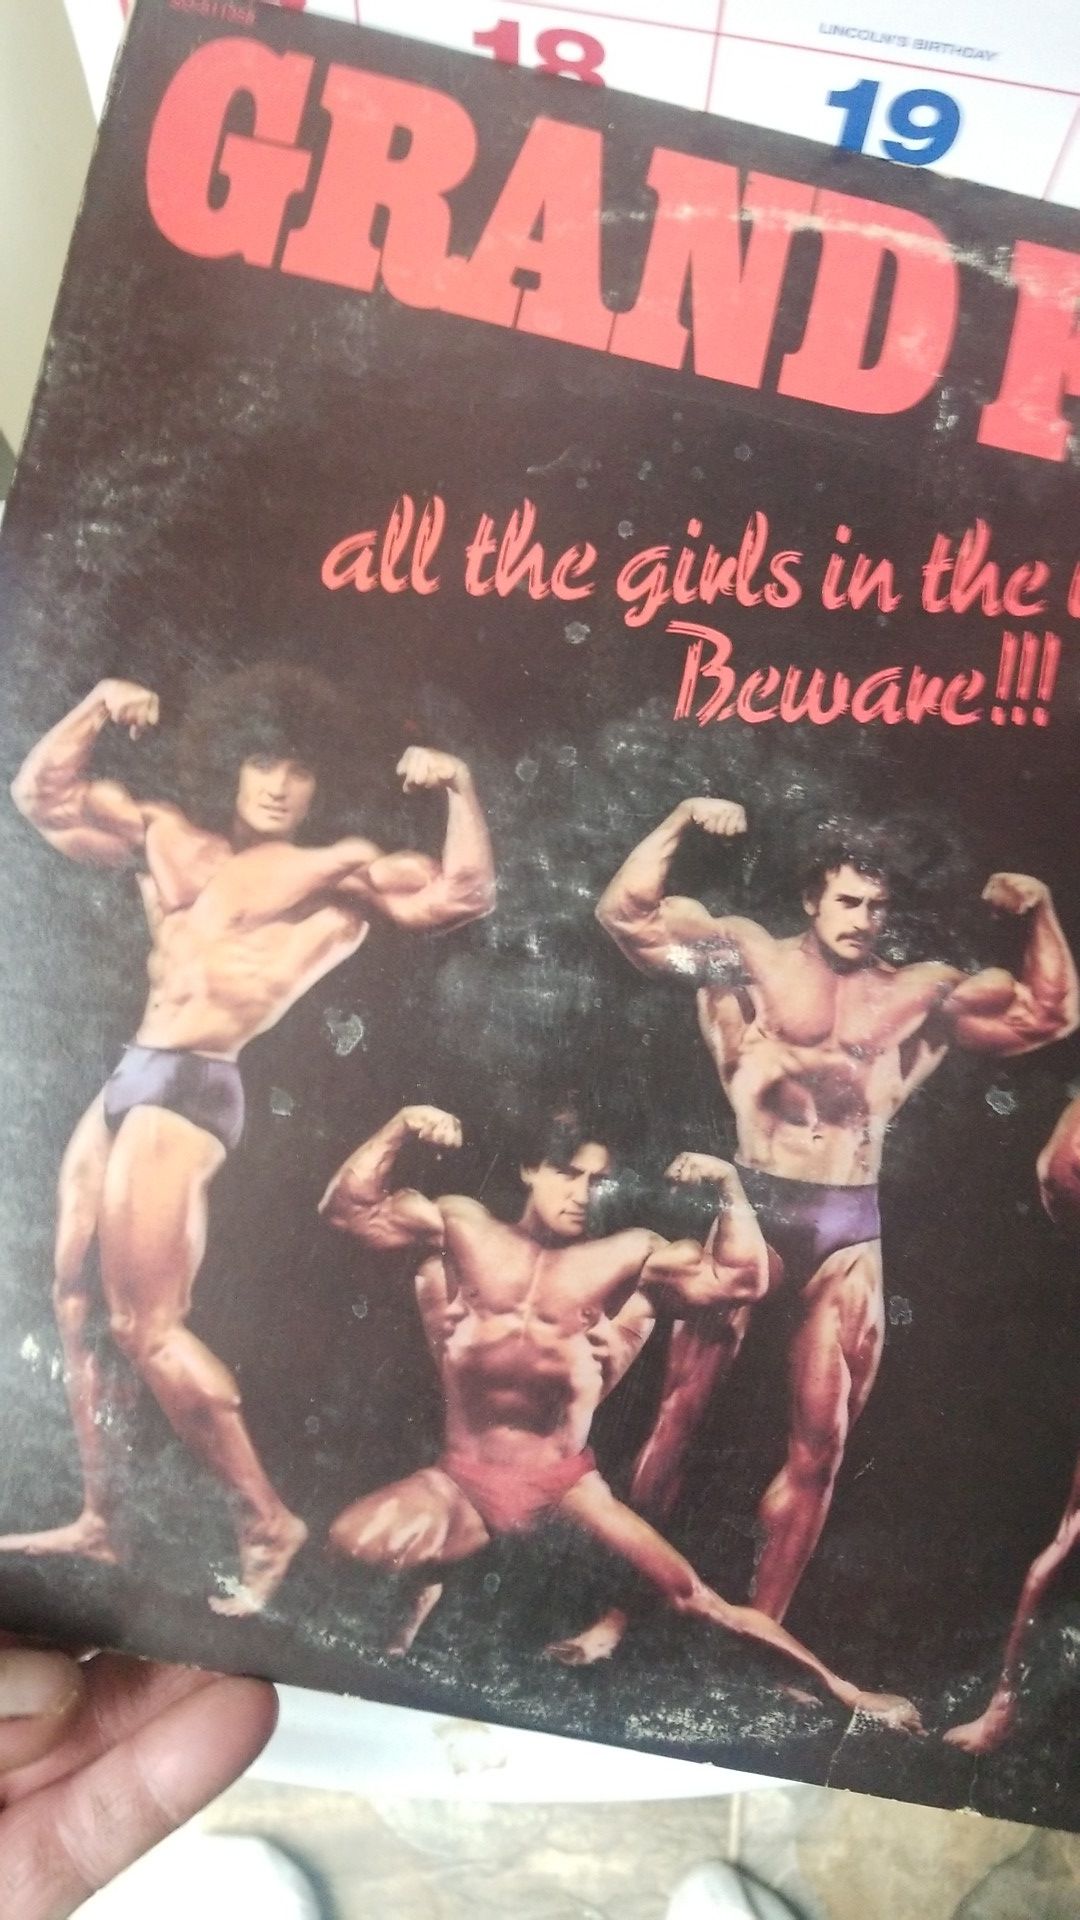 18
LINCOLN'S BIRTHDAY
19
GRAND
all the girls in the
Beware!!!